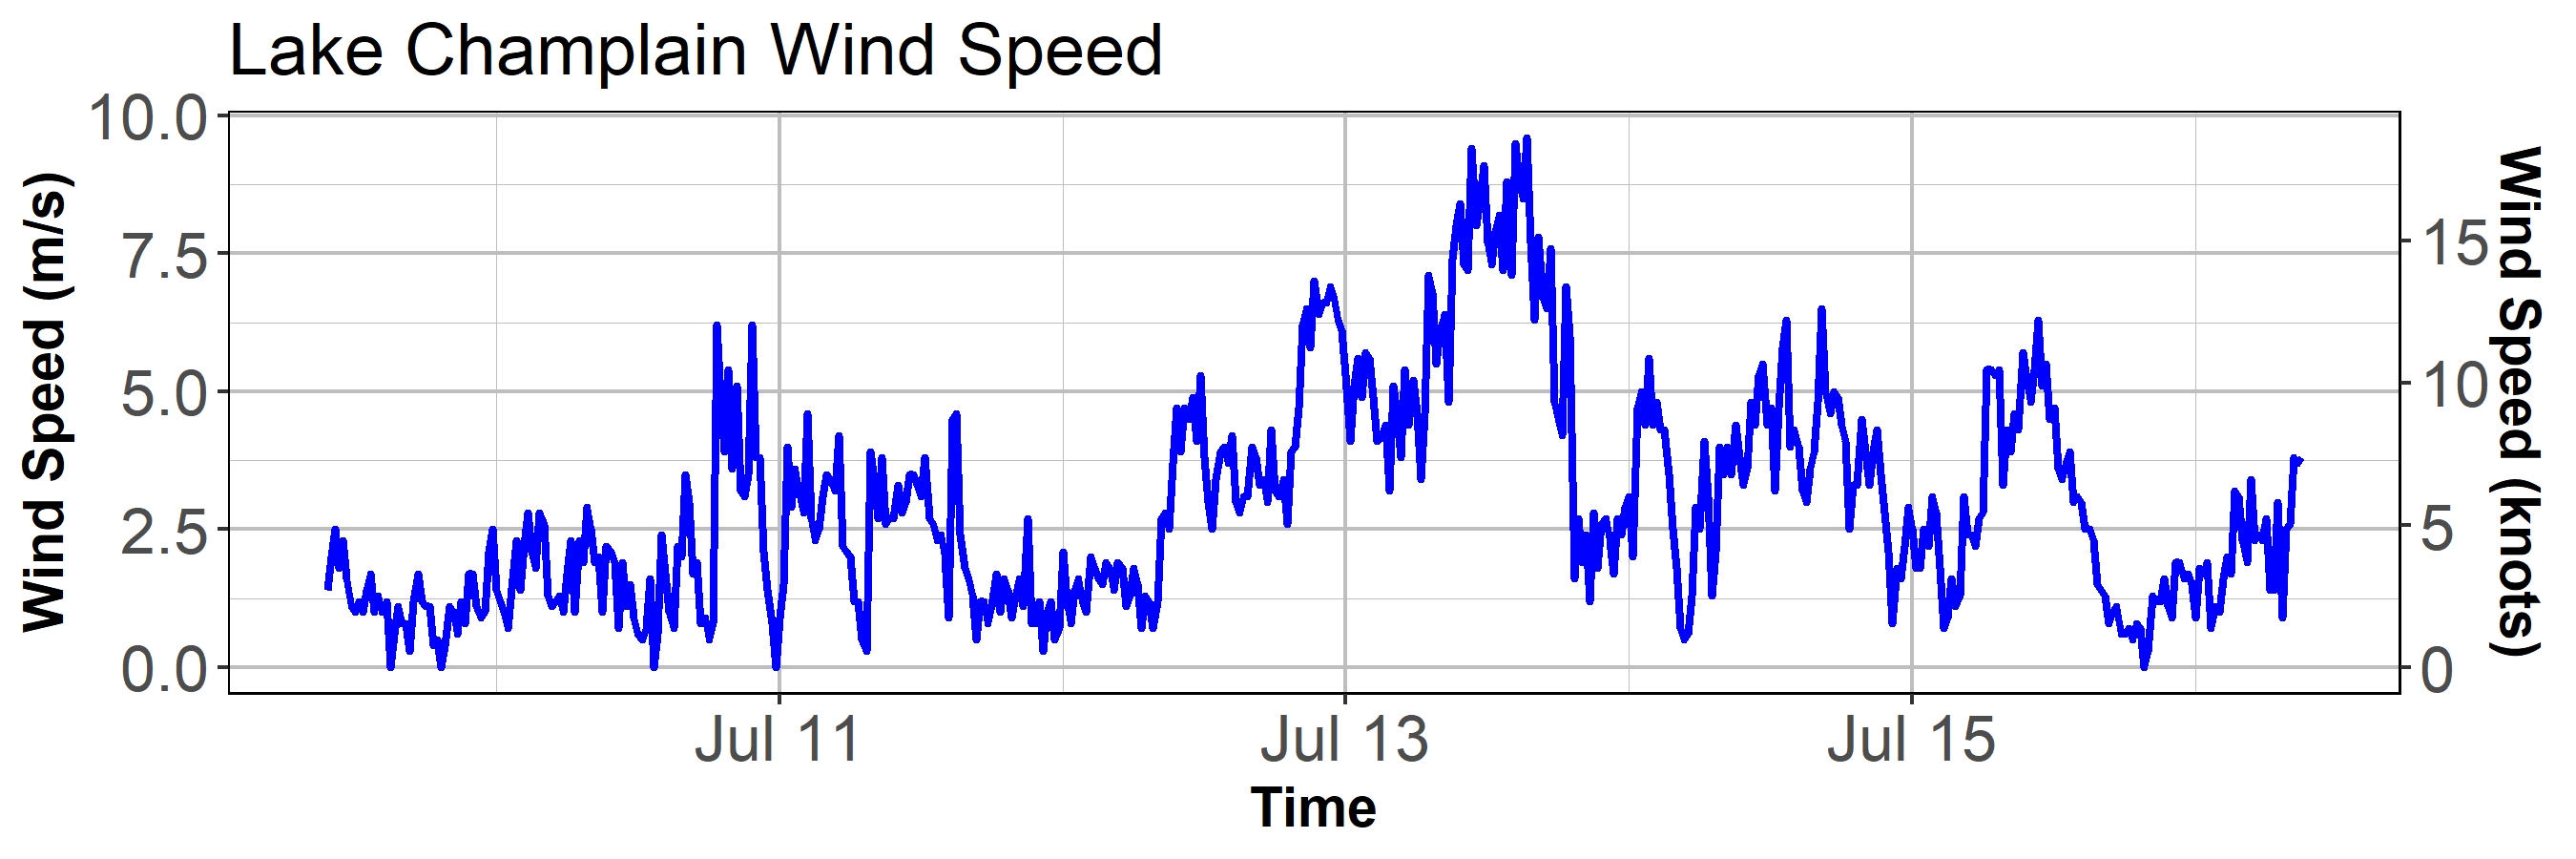 Lake Champlain Wind Speed
Wind Speed (m/s)
10.0
7.5
5.0
2.5
0.0
Wind Speed (knots)
15
10
5
0
Jul 11
Jul 13
Jul 15
Time